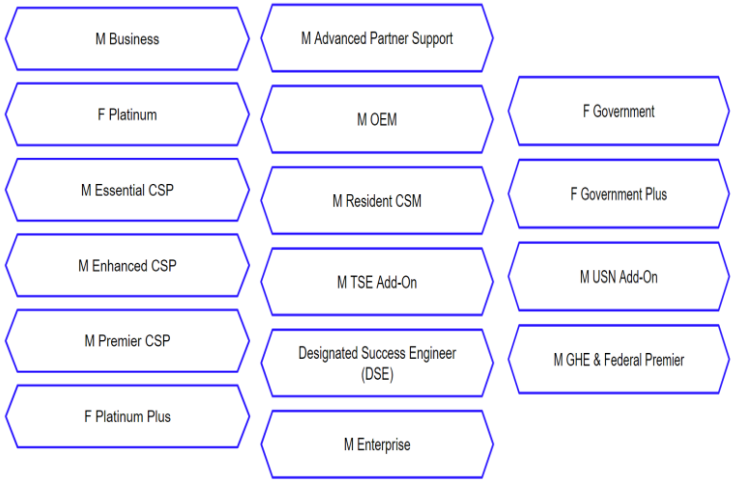 M Business
F Platinum
M Essential CSP
M Enhanced CSP
M Premier CSP
F Platinum Plus
M Advanced Partner Support
M OEM
M Resident CSM
M TSE Add-On
Designated Success Engineer
(DSE)
M Enterprise
F Government
F Government Plus
M USN Add-On
M GHE & Federal Premier